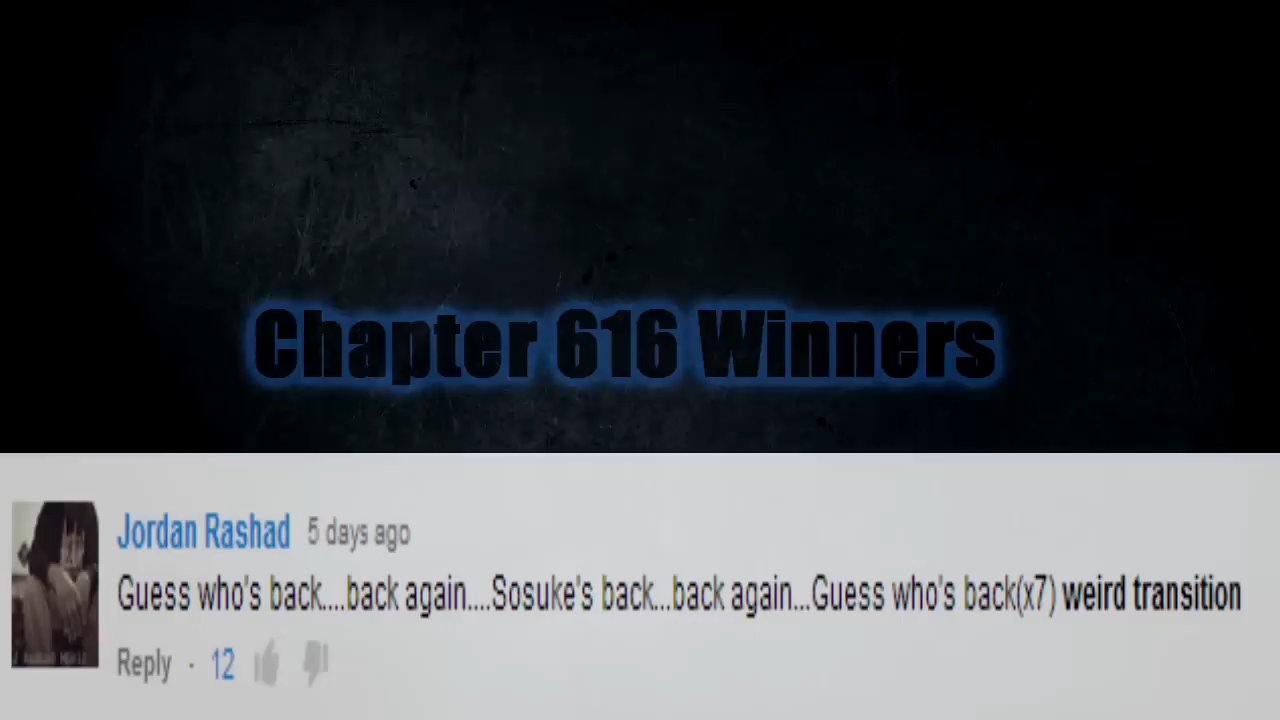 Chapter 616 Winners
Jordan Rashad 5 days ago
Guess who's back....back again....Sosuke's back...back again...Guess who's back(x7) weird transition
Reply · 12